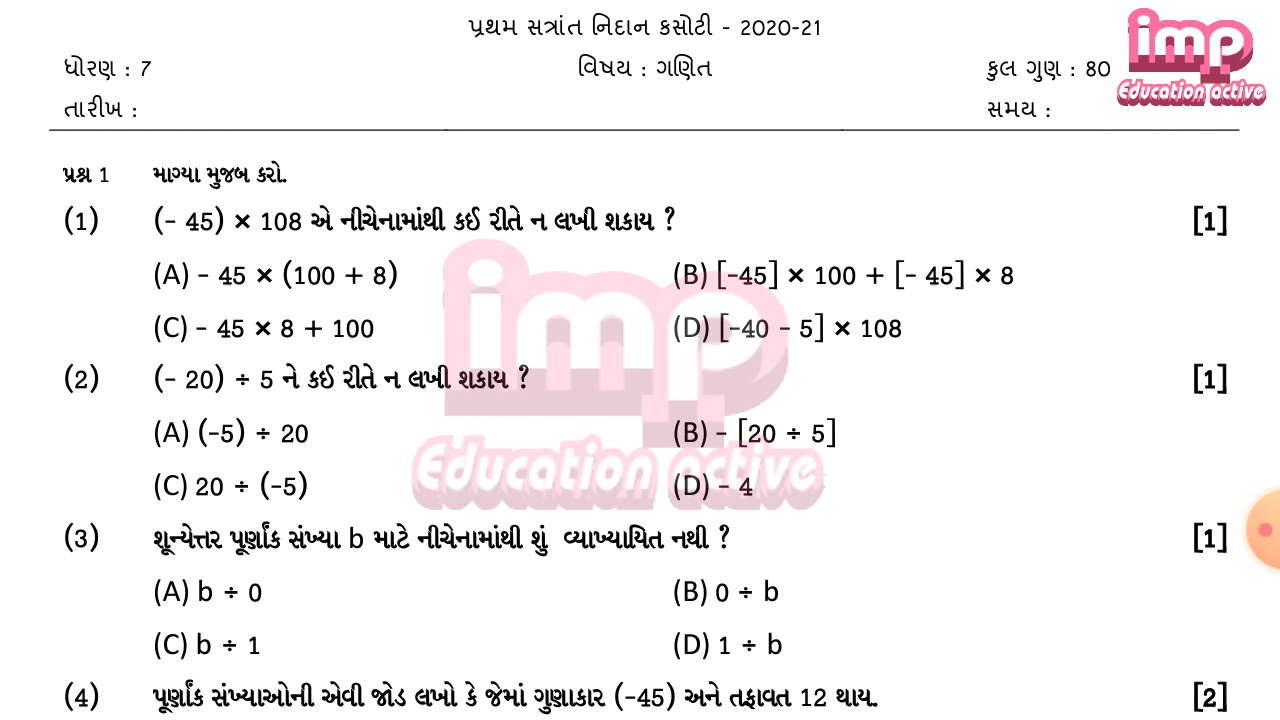 પ્રથમ સત્રાંત નિદાન કસોટી - 2020-21
ધોરણ : 7 વિષય : ગણિત કુલ ગુણ : 80
તારીખ : સમય :
imp
Education active
પ્રશ્ન 1 માગ્યા મુજબ કરો.
(1) (- 45) × 108 એ નીચેનામાંથી કઈ રીતે ન લખી શકાય ? [1]
(A) - 45 × (100 + 8) (B) [-45] × 100 + [- 45] × 8
(C) - 45 × 8 + 100 (D) [-40 - 5] × 108
(2) (- 20) ÷ 5 ને કઈ રીતે ન લખી શકાય ? [1]
(A) (-5) ÷ 20 (B) - [20 ÷ 5]
(C) 20 ÷ (-5) (D) - 4
(3) શૂન્યેત્તર પૂર્ણાંક સંખ્યા b માટે નીચેનામાંથી શું વ્યાખ્યાયિત નથી ? [1]
(A) b ÷ 0 (B) 0 ÷ b
(C) b ÷ 1 (D) 1 ÷ b
(4) પૂર્ણાંક સંખ્યાઓની એવી જોડ લખો કે જેમાં ગુણાકાર (-45) અને તફાવત 12 થાય. [2]
imp
Education active